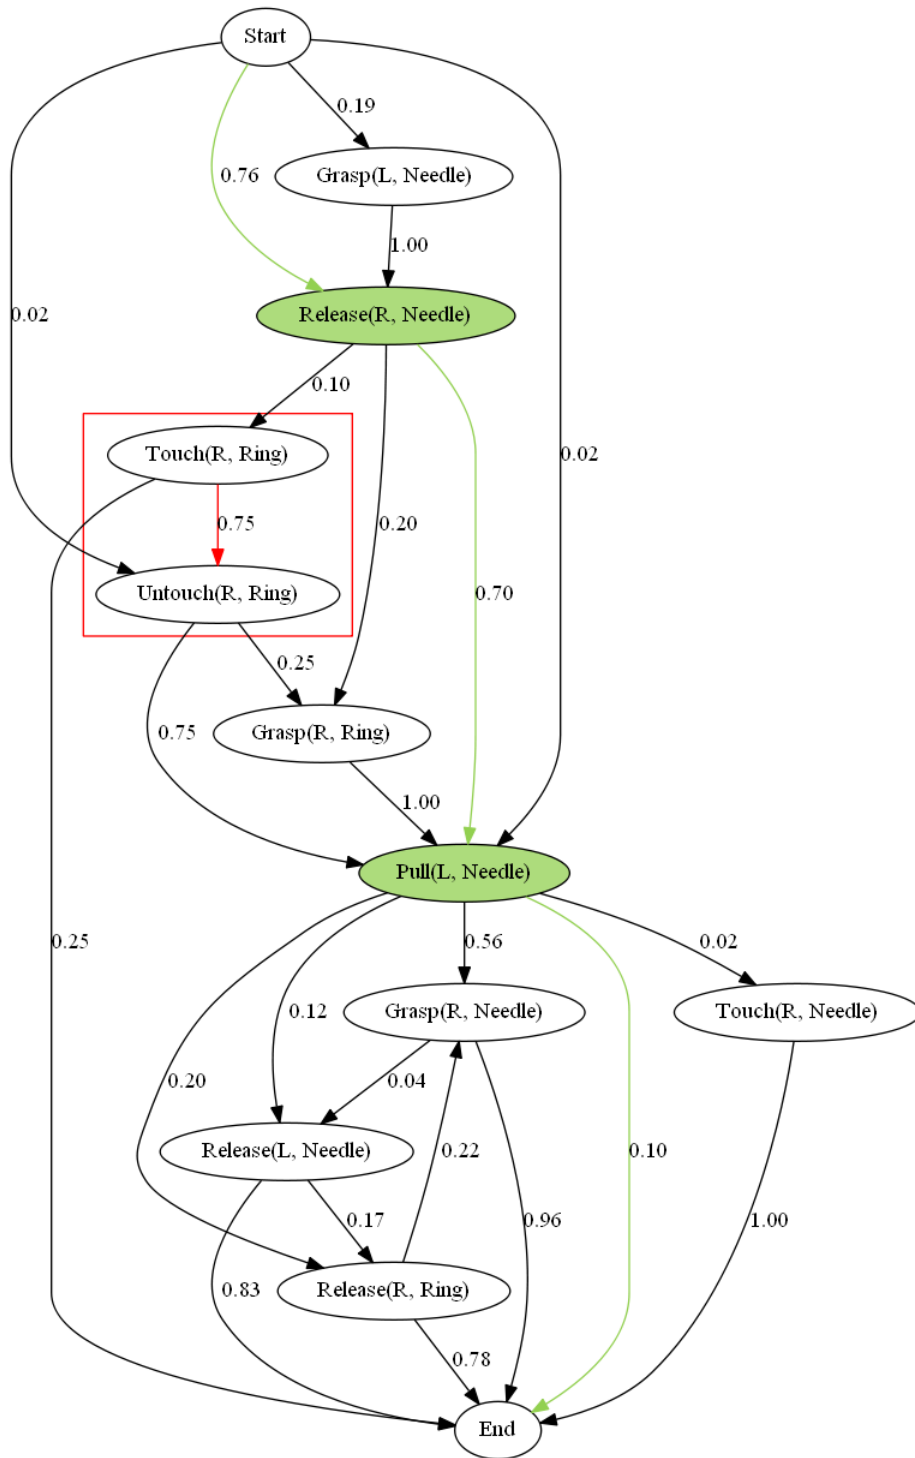 Start
0.19
0.76
Grasp(L, Needle)
1.00
0.02
Release(R, Needle)
0.10
0.02
Touch(R, Ring)
0.75
0.20
Untouch(R, Ring)
0.70
0.25
0.75
Grasp(R, Ring)
1.00
Pull(L, Needle)
0.25
0.56
0.02
0.12
Grasp(R, Needle)
Touch(R, Needle)
0.20
0.04
Release(L, Needle)
0.22
0.10
0.17
0.96
1.00
0.83
Release(R, Ring)
0.78
End